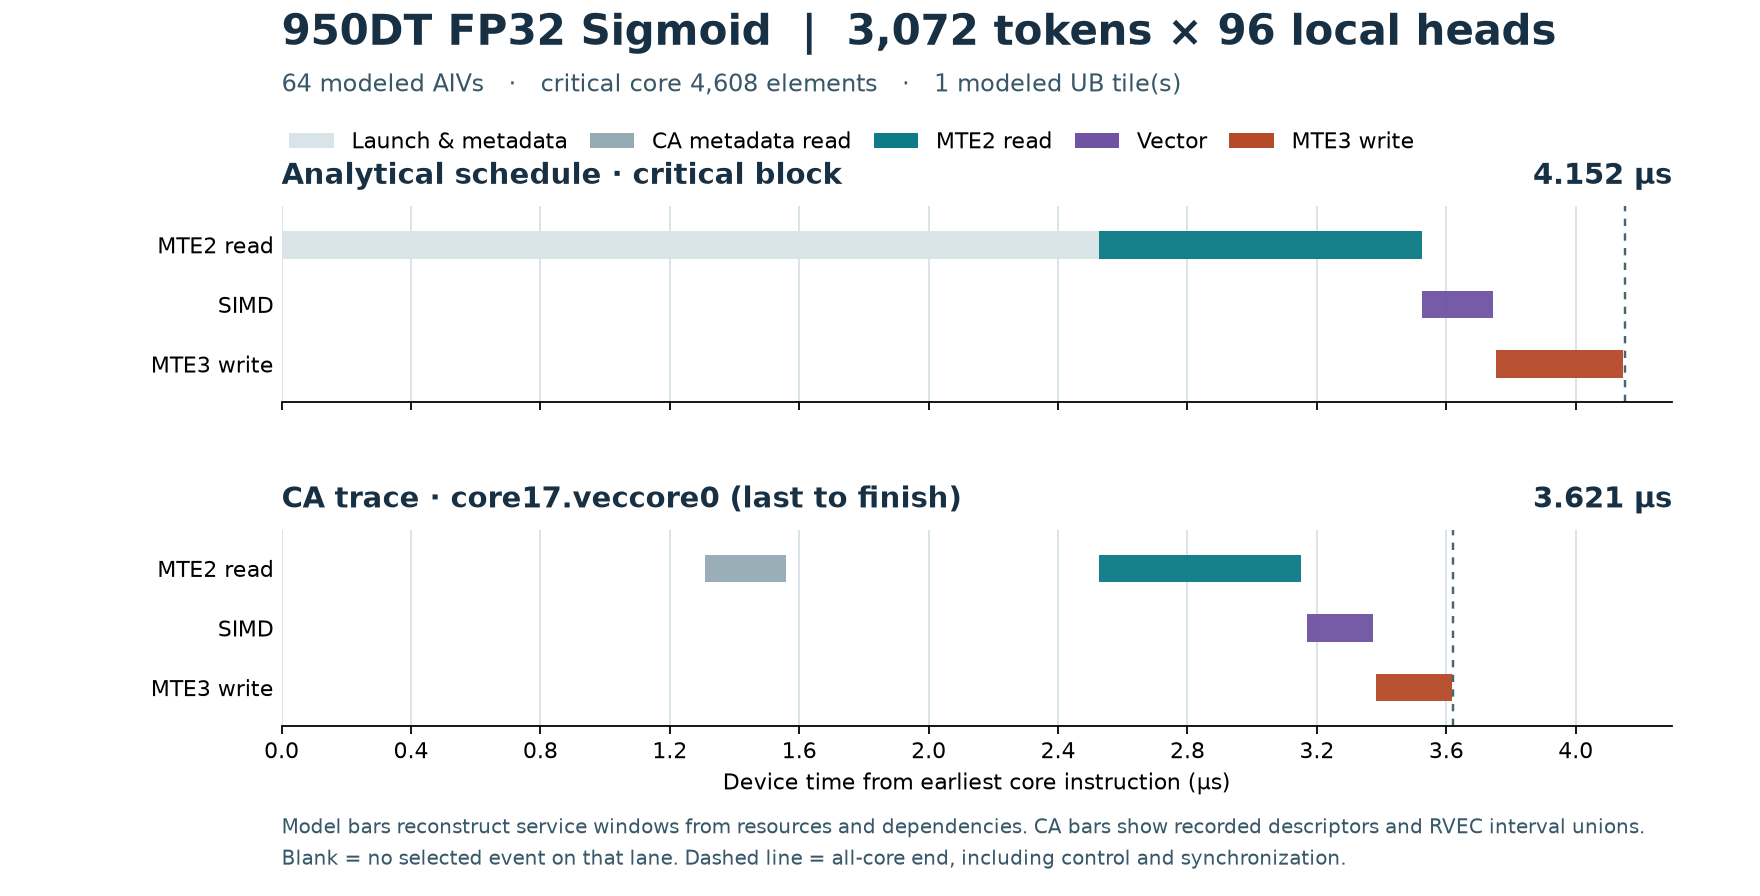 950DT FP32 Sigmoid | 3,072 tokens × 96 local heads
64 modeled AIVs · critical core 4,608 elements · 1 modeled UB tile(s)
Launch & metadata CA metadata read MTE2 read Vector MTE3 write
Analytical schedule · critical block 4.152 µs
MTE2 read
SIMD
MTE3 write
CA trace · core17.veccore0 (last to finish) 3.621 µs
MTE2 read
SIMD
MTE3 write
0.0 0.4 0.8 1.2 1.6 2.0 2.4 2.8 3.2 3.6 4.0
Device time from earliest core instruction (µs)
Model bars reconstruct service windows from resources and dependencies. CA bars show recorded descriptors and RVEC interval unions.
Blank = no selected event on that lane. Dashed line = all-core end, including control and synchronization.